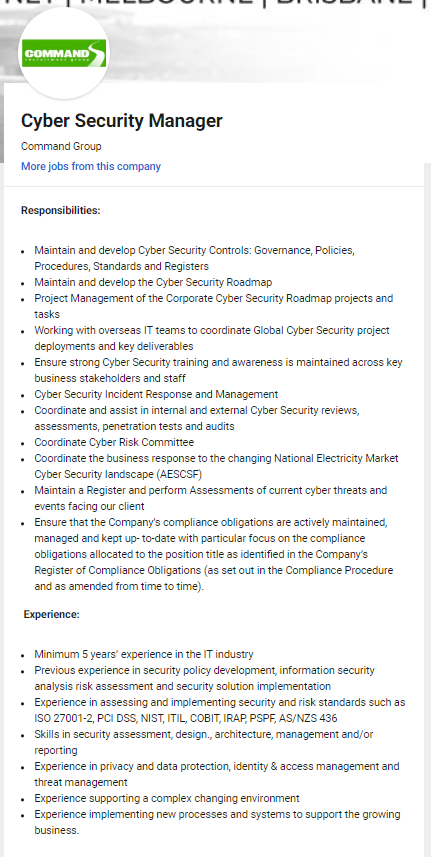 MELBOURNE | BRISBANE |
COMMAND
recruitment group
Cyber Security Manager
Command Group
More jobs from this company
Responsibilities:
• Maintain and develop Cyber Security Controls: Governance, Policies,
Procedures, Standards and Registers
• Maintain and develop the Cyber Security Roadmap
• Project Management of the Corporate Cyber Security Roadmap projects and
tasks
• Working with overseas IT teams to coordinate Global Cyber Security project
deployments and key deliverables
• Ensure strong Cyber Security training and awareness is maintained across key
business stakeholders and staff
• Cyber Security Incident Response and Management
• Coordinate and assist in internal and external Cyber Security reviews,
assessments, penetration tests and audits
• Coordinate Cyber Risk Committee
• Coordinate the business response to the changing National Electricity Market
Cyber Security landscape (AESCSF)
• Maintain a Register and perform Assessments of current cyber threats and
events facing our client
• Ensure that the Company's compliance obligations are actively maintained,
managed and kept up- to-date with particular focus on the compliance
obligations allocated to the position title as identified in the Company's
Register of Compliance Obligations (as set out in the Compliance Procedure
and as amended from time to time).
Experience:
• Minimum 5 years' experience in the IT industry
• Previous experience in security policy development, information security
analysis risk assessment and security solution implementation
• Experience in assessing and implementing security and risk standards such as
ISO 27001-2, PCI DSS, NIST, ITIL, COBIT, IRAP, PSPF, AS/NZS 436
• Skills in security assessment, design., architecture, management and/or
reporting
• Experience in privacy and data protection, identity & access management and
threat management
• Experience supporting a complex changing environment
• Experience implementing new processes and systems to support the growing
business.